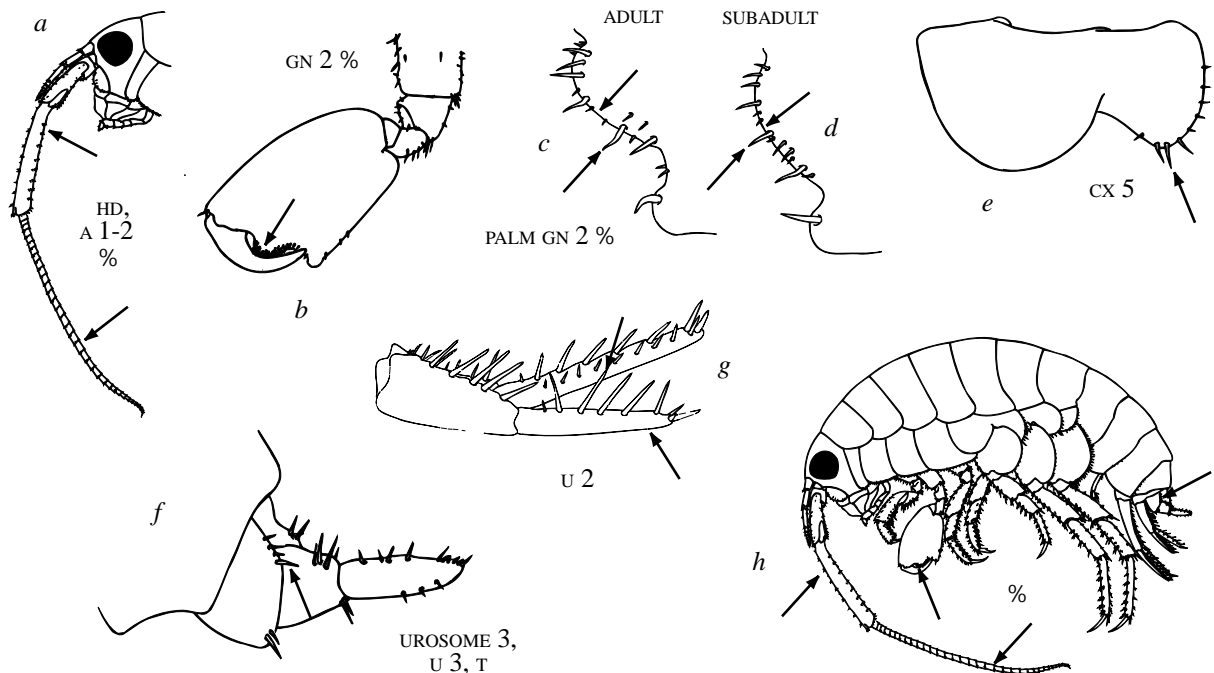 a
HD,
A 1-2
%
GN 2 %
b
ADULT
SUBADULT
c
d
PALM GN 2 %
e
CX 5
f
UROSOME 3,
U 3, T
g
U 2
h
%